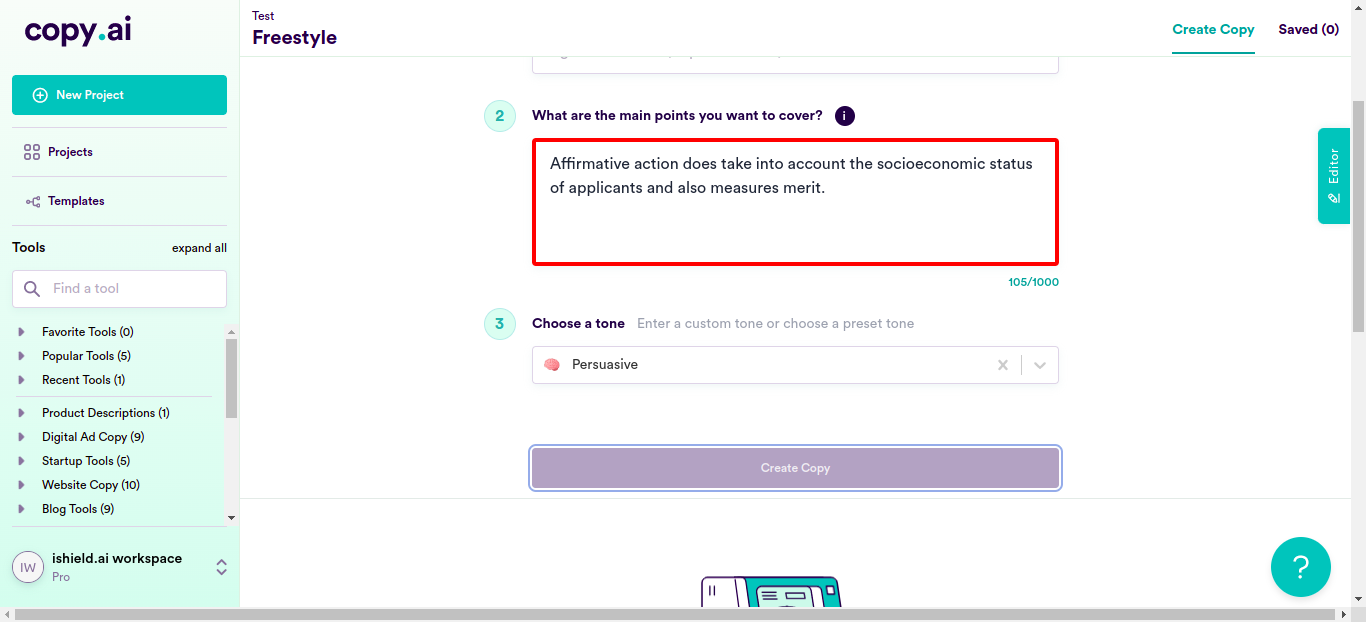 copy.ai
New Project
Projects
Templates
Tools
expand all
Find a tool
Favorite Tools (0)
Popular Tools (5)
Recent Tools (1)
Product Descriptions (1)
Digital Ad Copy (9)
Startup Tools (5)
Website Copy (10)
Blog Tools (9)
IW
ishield.ai workspace
Pro
Test
Freestyle
Create Copy
Saved (0)
2
What are the main points you want to cover?
i
Affirmative action does take into account the socioeconomic status
of applicants and also measures merit.
105/1000
3
Choose a tone
Enter a custom tone or choose a preset tone
Persuasive
Create Copy
Editor
?